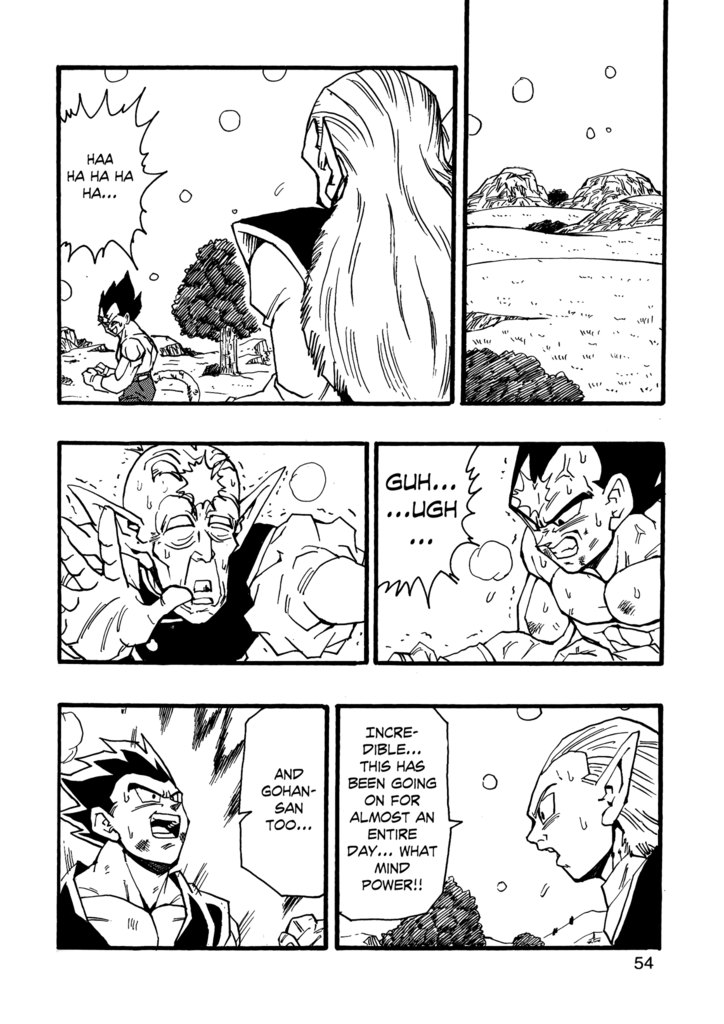 HAA
HA HA HA
HA...
GUH...
...UGH
...
INCRE-
DIBLE...
THIS HAS
BEEN GOING
ON FOR
ALMOST AN
ENTIRE
DAY... WHAT
MIND
POWER!!
AND
GOHAN-
SAN
TOO...
54